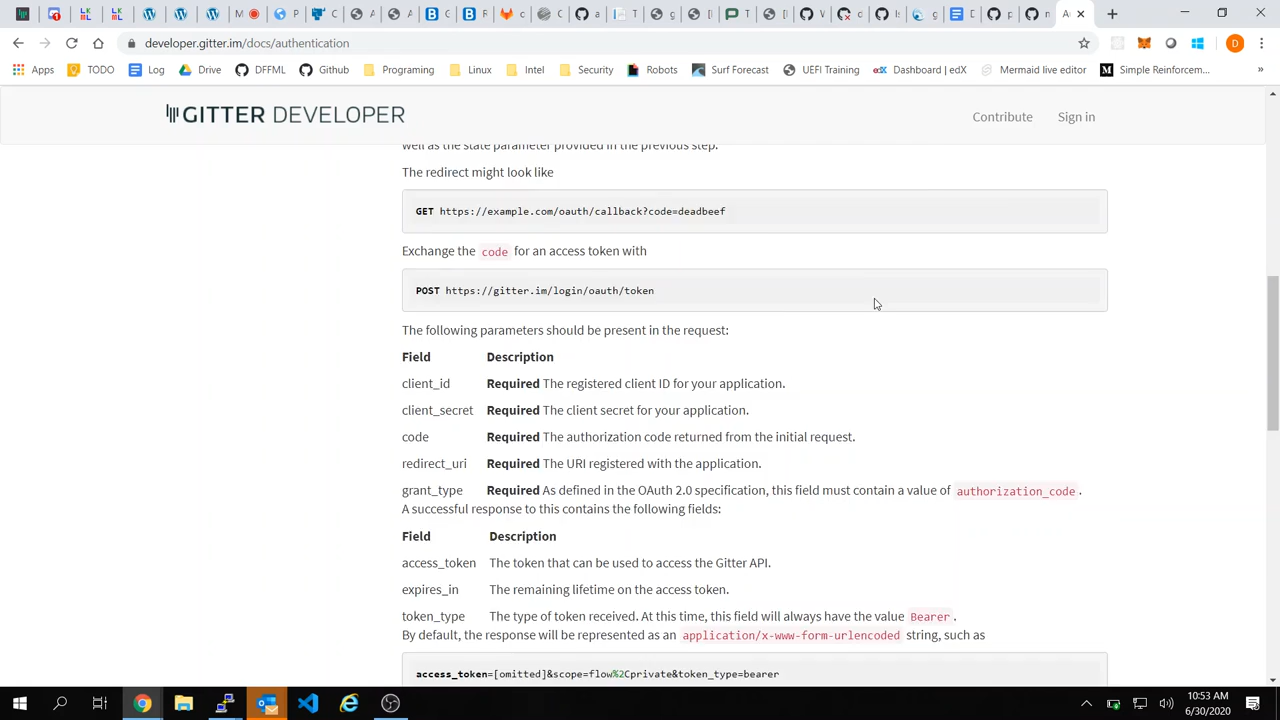 developer.gitter.im/docs/authentication
Apps TODO Log Drive DFFML Github Programing Linux Intel Security Robots Surf Forecast UEFI Training Dashboard | edX Mermaid live editor Simple Reinforcem... »
GITTER DEVELOPER
Contribute Sign in
well as the state parameter provided in the previous step.
The redirect might look like
GET https://example.com/oauth/callback?code=deadbeef
Exchange the code for an access token with
POST https://gitter.im/login/oauth/token
The following parameters should be present in the request:
Field Description
client_id Required The registered client ID for your application.
client_secret Required The client secret for your application.
code Required The authorization code returned from the initial request.
redirect_uri Required The URI registered with the application.
grant_type Required As defined in the OAuth 2.0 specification, this field must contain a value of authorization_code .
A successful response to this contains the following fields:
Field Description
access_token The token that can be used to access the Gitter API.
expires_in The remaining lifetime on the access token.
token_type The type of token received. At this time, this field will always have the value Bearer .
By default, the response will be represented as an application/x-www-form-urlencoded string, such as
access_token=[omitted]&scope=flow%2Cprivate&token_type=bearer
10:53 AM
6/30/2020